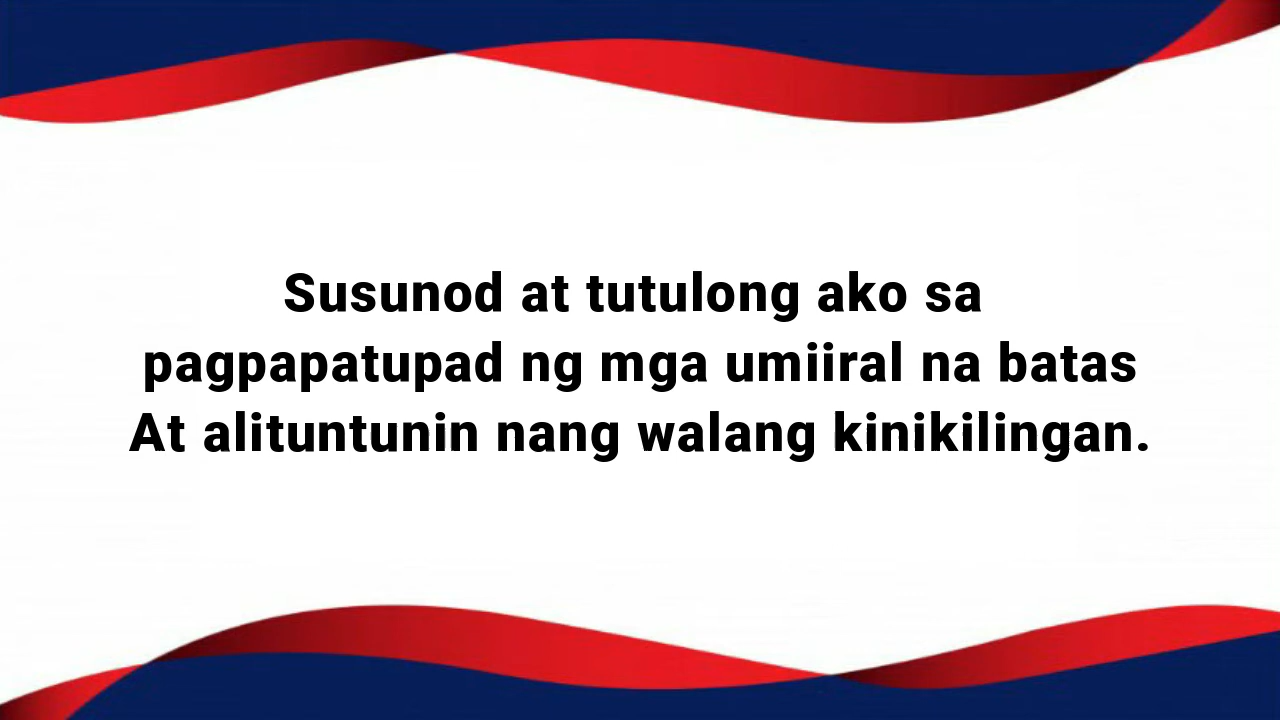 Susunod at tutulong ako sa
pagpapatupad ng mga umiiral na batas
At alituntunin nang walang kinikilingan.